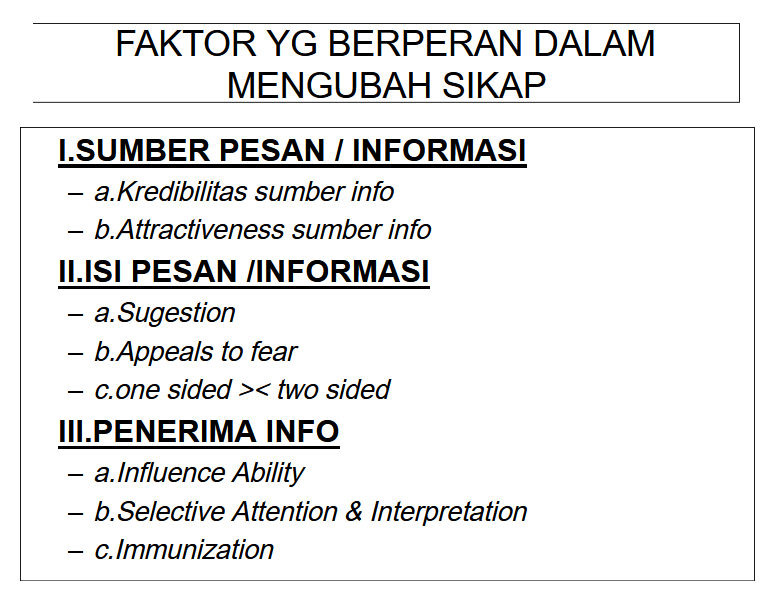 FAKTOR YG BERPERAN DALAM
MENGUBAH SIKAP
I.SUMBER PESAN / INFORMASI
– a.Kredibilitas sumber info
– b.Attractiveness sumber info
II.ISI PESAN /INFORMASI
– a.Sugestion
– b.Appeals to fear
– c.one sided >< two sided
III.PENERIMA INFO
– a.Influence Ability
– b.Selective Attention & Interpretation
– c.Immunization